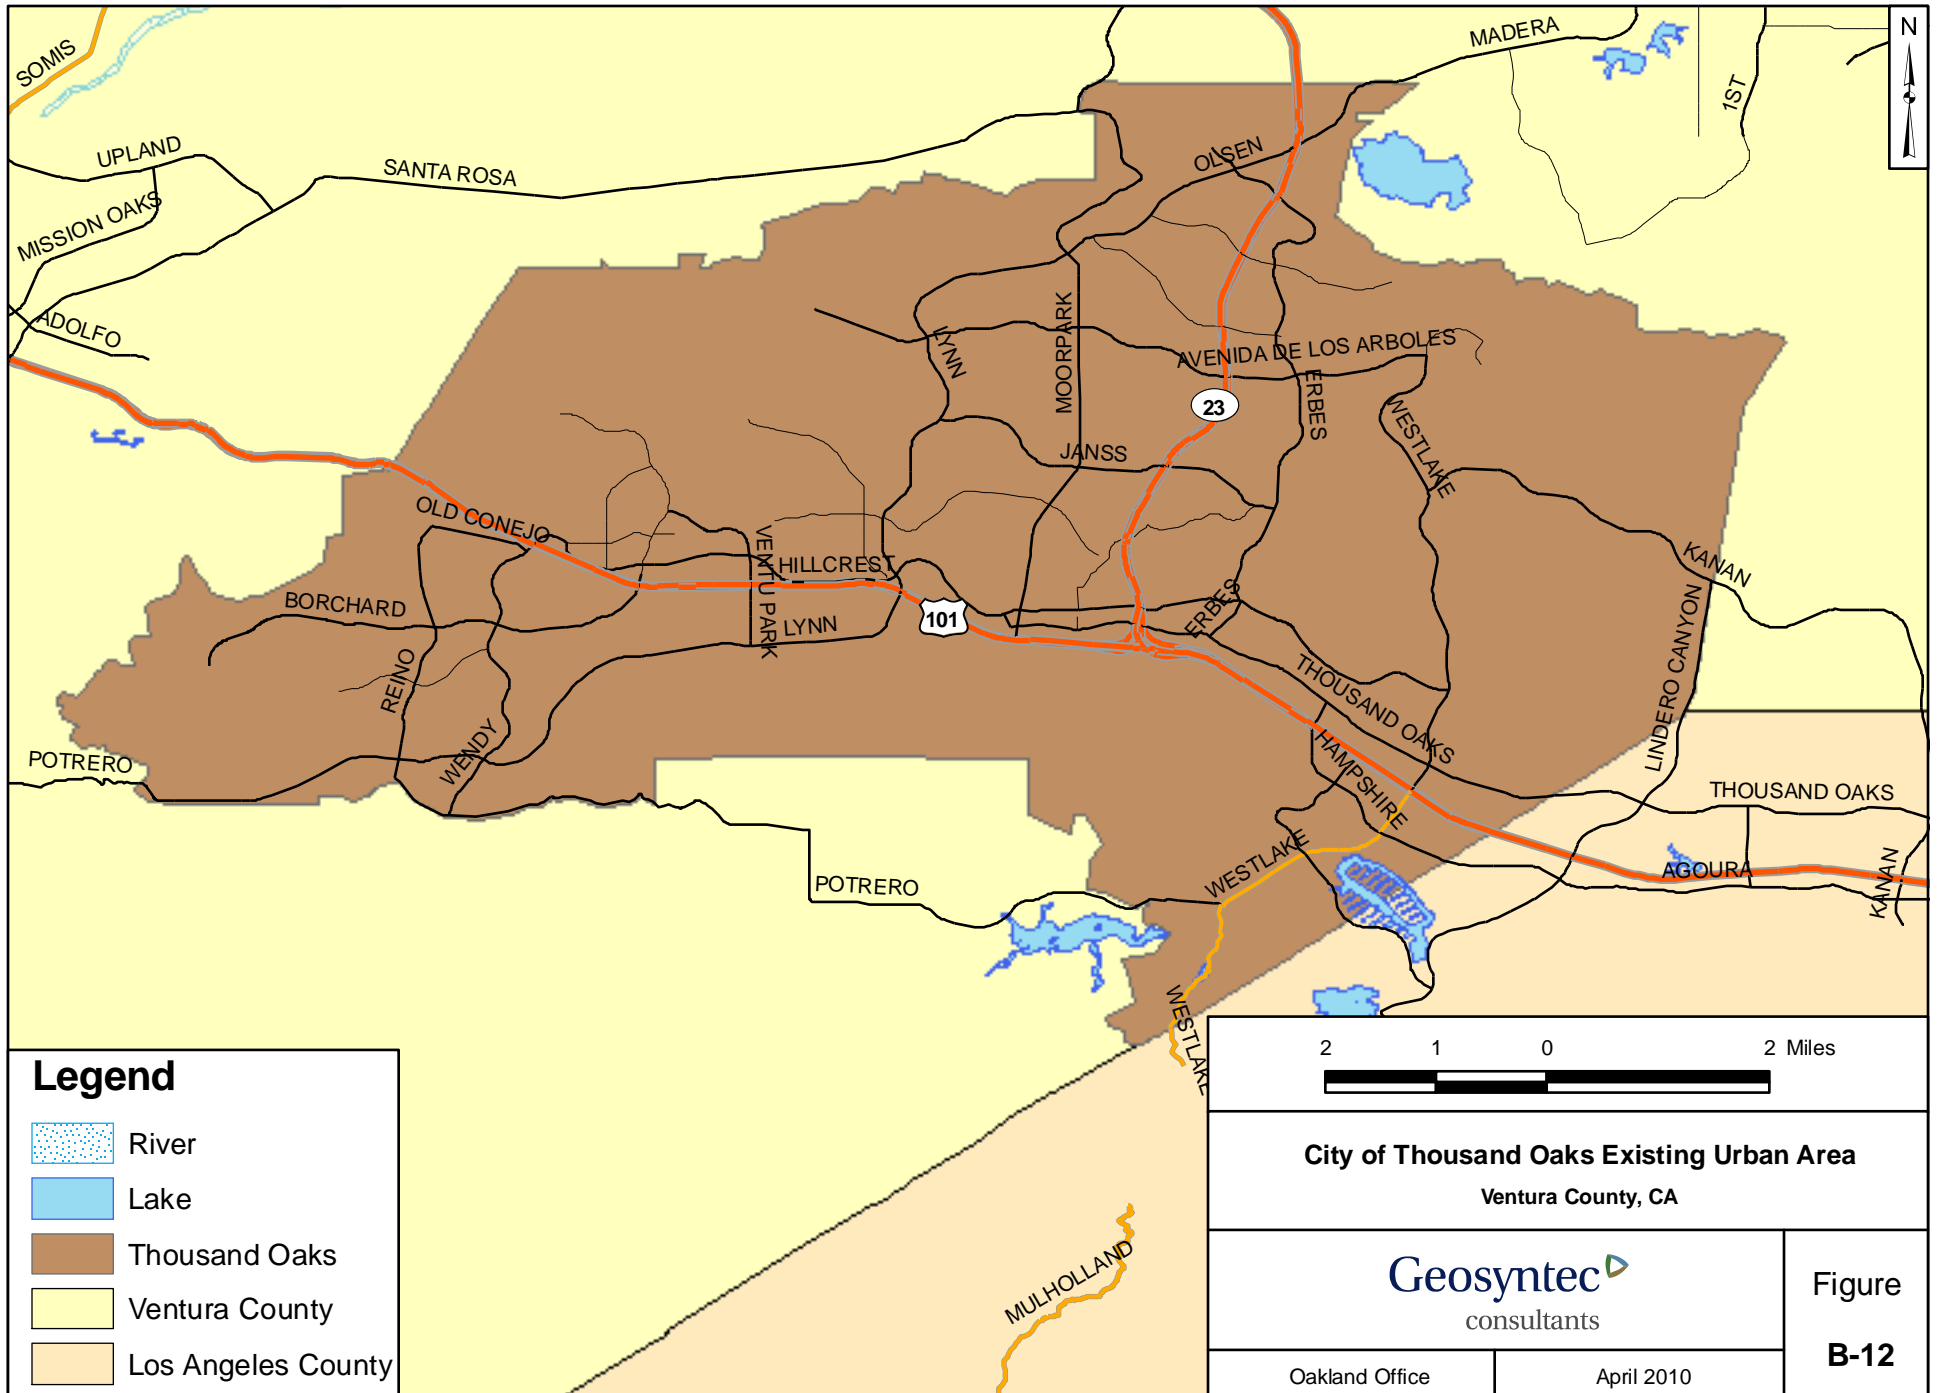 N
SOMIS
MADERA
1ST
UPLAND
SANTA ROSA
OLSEN
MISSION OAKS
ADOLFO
LYNN
MOORPARK
AVENIDA DE LOS ARBOLES
ERBES
23
WESTLAKE
JANSS
OLD CONEJO
VENTU PARK
HILLCREST
KANAN
BORCHARD
LYNN
101
ERBES
LINDERO CANYON
REINO
THOUSAND OAKS
WENDY
HAMPSHIRE
POTRERO
THOUSAND OAKS
WESTLAKE
POTRERO
AGOURA
KANAN
WESTLAKE
MULHOLLAND
Legend
River
Lake
Thousand Oaks
Ventura County
Los Angeles County
2 1 0 2 Miles
City of Thousand Oaks Existing Urban Area
Ventura County, CA
Geosyntec
consultants
Figure
B-12
Oakland Office
April 2010